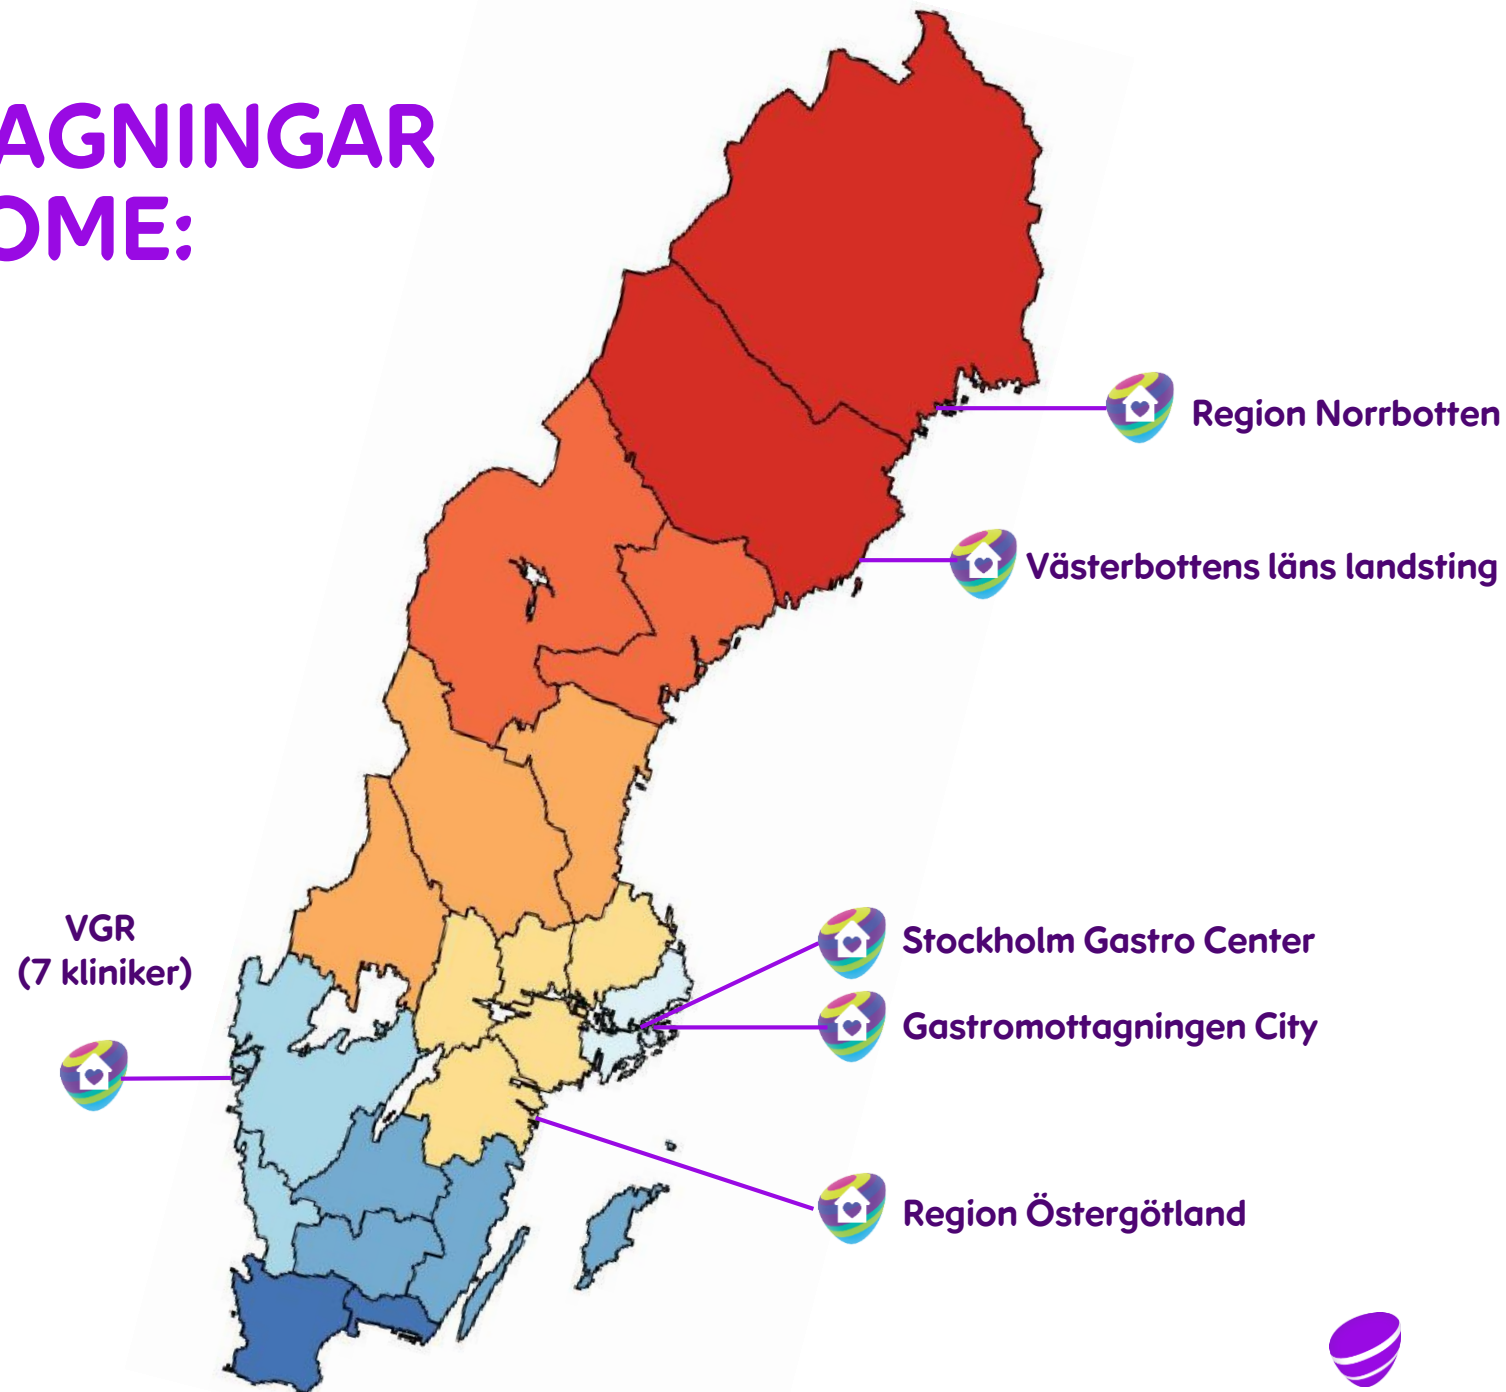 AGNINGAR
OME:
Region Norrbotten
Västerbottens läns landsting
VGR
(7 kliniker)
Stockholm Gastro Center
Gastromottagningen City
Region Östergötland